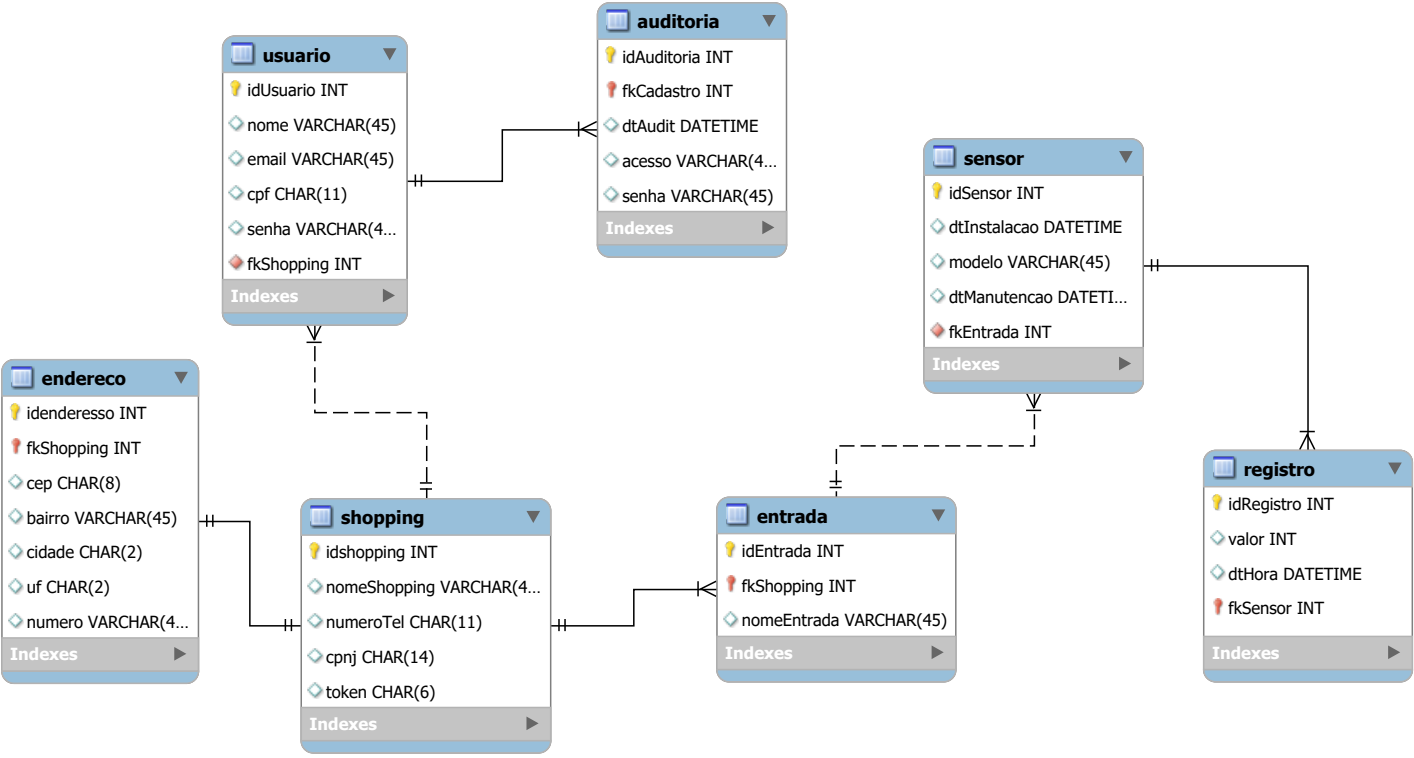 auditoria
idAuditoria INT
fkCadastro INT
dtAudit DATETIME
acesso VARCHAR(4...
senha VARCHAR(45)
Indexes
usuario
idUsuario INT
nome VARCHAR(45)
email VARCHAR(45)
cpf CHAR(11)
senha VARCHAR(4...
fkShopping INT
Indexes
sensor
idSensor INT
dtInstalacao DATETIME
modelo VARCHAR(45)
dtManutencao DATETI...
fkEntrada INT
Indexes
endereco
idenderesso INT
fkShopping INT
cep CHAR(8)
bairro VARCHAR(45)
cidade CHAR(2)
uf CHAR(2)
numero VARCHAR(4...
Indexes
shopping
idshopping INT
nomeShopping VARCHAR(4...
numeroTel CHAR(11)
cpnj CHAR(14)
token CHAR(6)
Indexes
entrada
idEntrada INT
fkShopping INT
nomeEntrada VARCHAR(45)
Indexes
registro
idRegistro INT
valor INT
dtHora DATETIME
fkSensor INT
Indexes